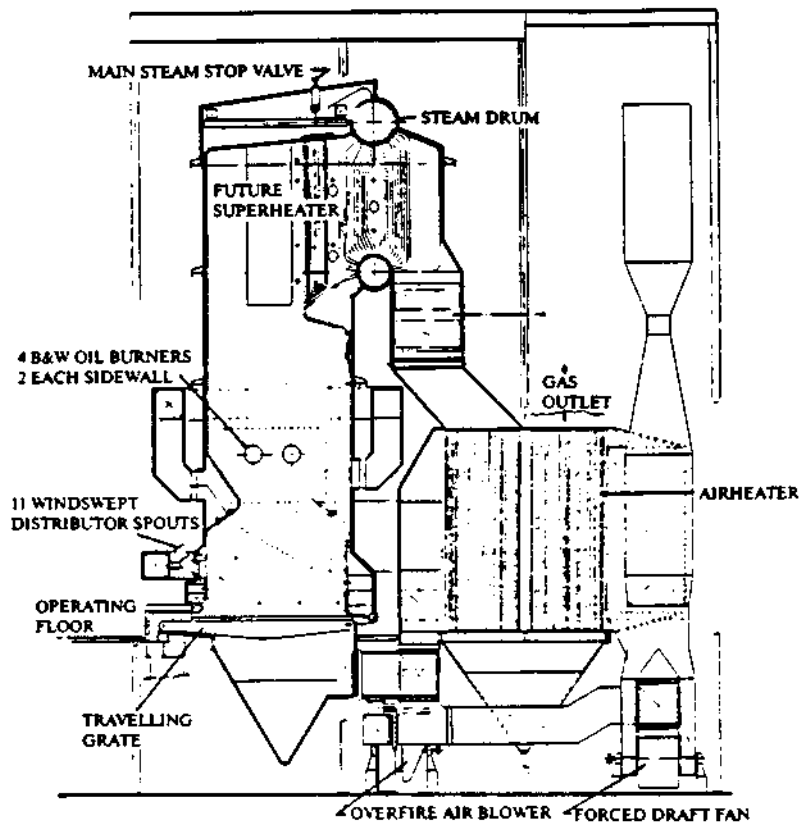 MAIN STEAM STOP VALVE
STEAM DRUM
FUTURE
SUPERHEATER
4 B&W OIL BURNERS
2 EACH SIDEWALL
GAS
OUTLET
AIRHEATER
11 WINDSWEPT
DISTRIBUTOR SPOUTS
OPERATING
FLOOR
TRAVELLING
GRATE
OVERFIRE AIR BLOWER
FORCED DRAFT FAN